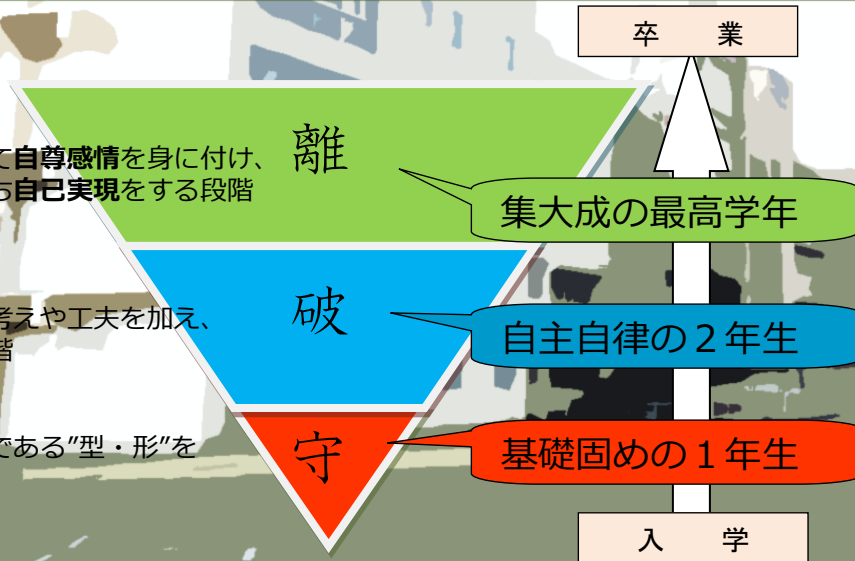 卒　業
離
て自尊感情を身に付け、
ち自己実現をする段階
集大成の最高学年
破
考えや工夫を加え、
階
自主自律の２年生
守
である”型・形”を
基礎固めの１年生
入　学